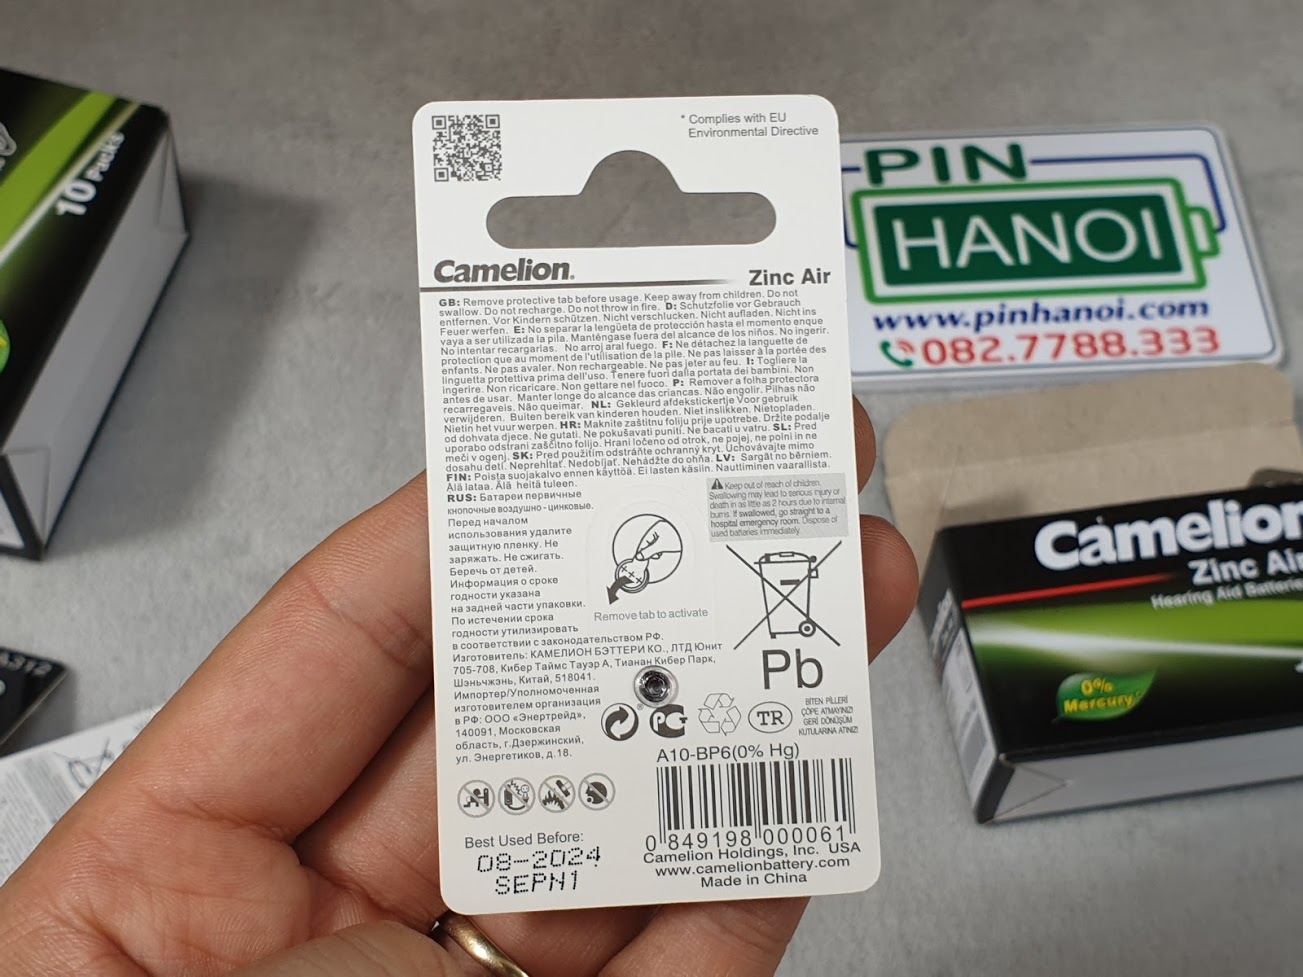 * Complies with EU
Environmental Directive
Camelion®
Zinc Air
GB: Remove protective tab before usage. Keep away from children. Do not
swallow. Do not recharge. Do not throw in fire. D: Schutzfolie vor Gebrauch
entfernen. Vor Kindern schützen. Nicht verschlucken. Nicht aufladen. Nicht ins
Feuer werfen. E: No separar la lengüeta de protección hasta el momento enque
vaya a ser utilizada la pila. Manténgase fuera del alcance de los niños. No ingerir.
No intentar recargarlas. No arroj aral fuego. F: Ne détachez la languette de
protection que au moment de l'utilisation de la pile. Ne pas laisser à la portée des
enfants. Ne pas avaler. Non rechargeable. Ne pas jeter au feu. I: Togliere la
linguetta protettiva prima dell'uso. Tenere fuori dalla portata dei bambini. Non
ingerire. Non ricaricare. Non gettare nel fuoco. P: Remover a folha protectora
antes de usar. Manter longe do alcance das criancas. Não engolir. Pilhas não
recarregaveis. Não queimar. NL: Gekleurd afdekstickertje Voor gebruik
verwijderen. Buiten bereik van kinderen houden. Niet inslikken. Nietopladen.
Nietin het vuur werpen. HR: Maknite zaštitnu foliju prije upotrebe. Držite podalje
od dohvata djece. Ne gutati. Ne pokušavati puniti. Ne bacati u vatru. SL: Pred
uporabo odstrani zaščitno folijo. Hrani ločeno od otrok, ne pojej, ne polni in ne
meči v ogenj. SK: Pred použitím odstráňte ochranný kryt. Uchovávajte mimo
dosahu detí. Neprehĺtať. Nedobíjať. Nehádžte do ohňa. LV: Sargāt no bērniem.
FIN: Poista suojakalvo ennen käyttöä. Ei lasten käsiin. Nauttiminen vaarallista.
Älä lataa. Älä heitä tuleen.
RUS: Батареи первичные
кнопочные воздушно - цинковые.
Перед началом
использования удалите
защитную пленку. Не
заряжать. Не сжигать.
Беречь от детей.
Информация о сроке
годности указана
на задней части упаковки.
По истечении срока
годности утилизировать
в соответствии с законодательством РФ.
Изготовитель: КАМЕЛИОН БЭТТЕРИ КО., ЛТД Юнит
705-708, Кибер Таймс Тауэр А, Тианан Кибер Парк,
Шэньчжэнь, Китай, 518041.
Импортер/Уполномоченная
изготовителем организация
в РФ: ООО «Энертрейд»,
140091, Московская
область, г.Дзержинский,
ул. Энергетиков, д.18.
Keep out of reach of children.
Swallowing may lead to serious injury or
death in as little as 2 hours due to internal
burns. If swallowed, go straight to a
hospital emergency room. Dispose of
used batteries immediately.
Remove tab to activate
Pb
TR
BİTEN PİLLERİ
ÇÖPE ATMAYINIZ!
GERİ DÖNÜŞÜM
KUTULARINA ATINIZ!
A10-BP6(0% Hg)
0 849198 000061
Camelion Holdings, Inc. USA
www.camelionbattery.com
Made in China
Best Used Before:
08-2024
SEPN1
10 Packs
PIN
HANOI
www.pinhanoi.com
082.7788.333
Camelion
Zinc Air
Hearing Aid Batteries
0%
Mercury
A312